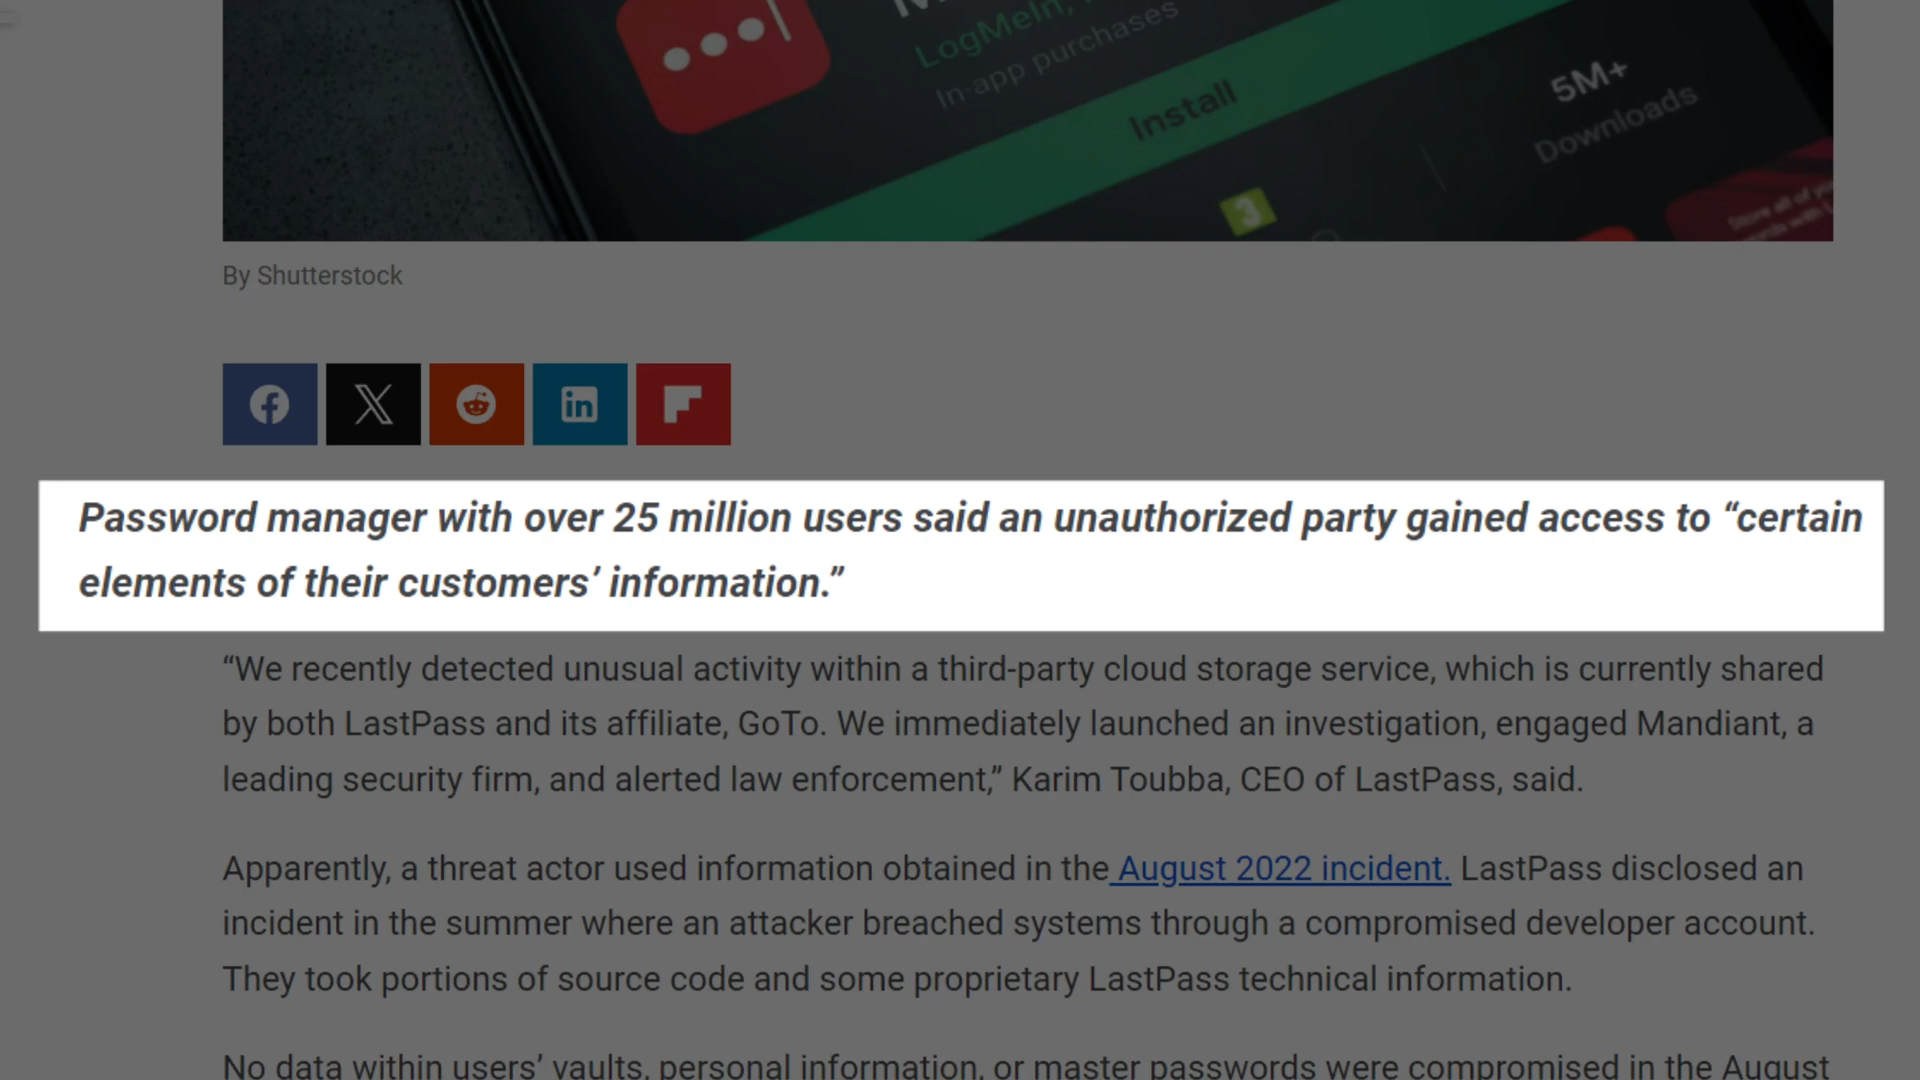 LogMeIn,
In-app purchases
Install
5M+
Downloads
3
Store all of
By Shutterstock
Password manager with over 25 million users said an unauthorized party gained access to “certain
elements of their customers’ information.”
“We recently detected unusual activity within a third-party cloud storage service, which is currently shared
by both LastPass and its affiliate, GoTo. We immediately launched an investigation, engaged Mandiant, a
leading security firm, and alerted law enforcement,” Karim Toubba, CEO of LastPass, said.
Apparently, a threat actor used information obtained in the August 2022 incident. LastPass disclosed an
incident in the summer where an attacker breached systems through a compromised developer account.
They took portions of source code and some proprietary LastPass technical information.
No data within users’ vaults, personal information, or master passwords were compromised in the August